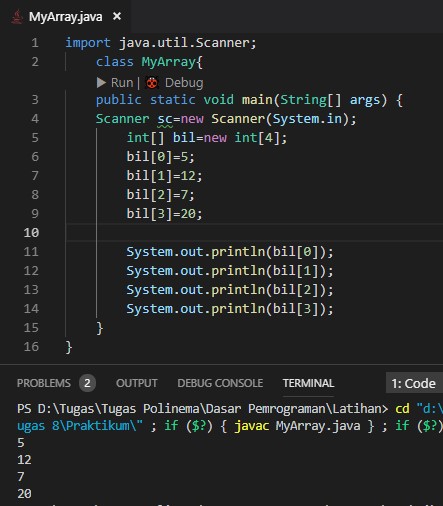 MyArray.java ×
1 import java.util.Scanner;
2 class MyArray{
Run | Debug
3 public static void main(String[] args) {
4 Scanner sc=new Scanner(System.in);
5 int[] bil=new int[4];
6 bil[0]=5;
7 bil[1]=12;
8 bil[2]=7;
9 bil[3]=20;
10
11 System.out.println(bil[0]);
12 System.out.println(bil[1]);
13 System.out.println(bil[2]);
14 System.out.println(bil[3]);
15 }
16 }
PROBLEMS 2 OUTPUT DEBUG CONSOLE TERMINAL 1: Code
PS D:\Tugas\Tugas Polinema\Dasar Pemrograman\Latihan> cd "d:\
ugas 8\Praktikum\" ; if ($?) { javac MyArray.java } ; if ($?)
5
12
7
20